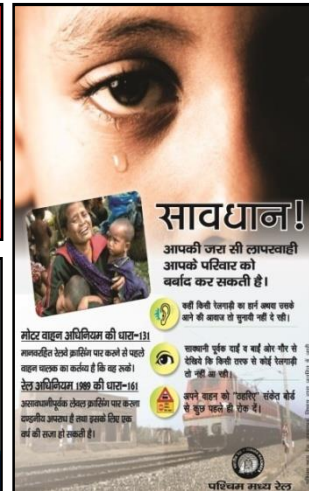 सावधान!
आपकी जरा सी लापरवाही
आपके परिवार को
बर्बाद कर सकती है।
कहीं किसी रेलगाड़ी का हार्न अथवा उसके
आने की आवाज तो सुनायी नहीं दे रही।
सावधानी पूर्वक दाईं व बाईं ओर गौर से
देखिये कि किसी तरफ से कोई रेलगाड़ी
तो नहीं आ रही।
अपने वाहन को "ठहरिए" संकेत बोर्ड
से कुछ पहले ही रोक दें।
मोटर वाहन अधिनियम की धारा-131
मानवरहित रेलवे क्रासिंग पार करने से पहले
वाहन चालक का कर्तव्य है कि वह रूके।
रेल अधिनियम 1989 की धारा-161
असावधानीपूर्वक लेवल क्रासिंग पार करना
दण्डनीय अपराध है तथा इसके लिए एक
वर्ष की सजा हो सकती है।
पश्चिम मध्य रेल